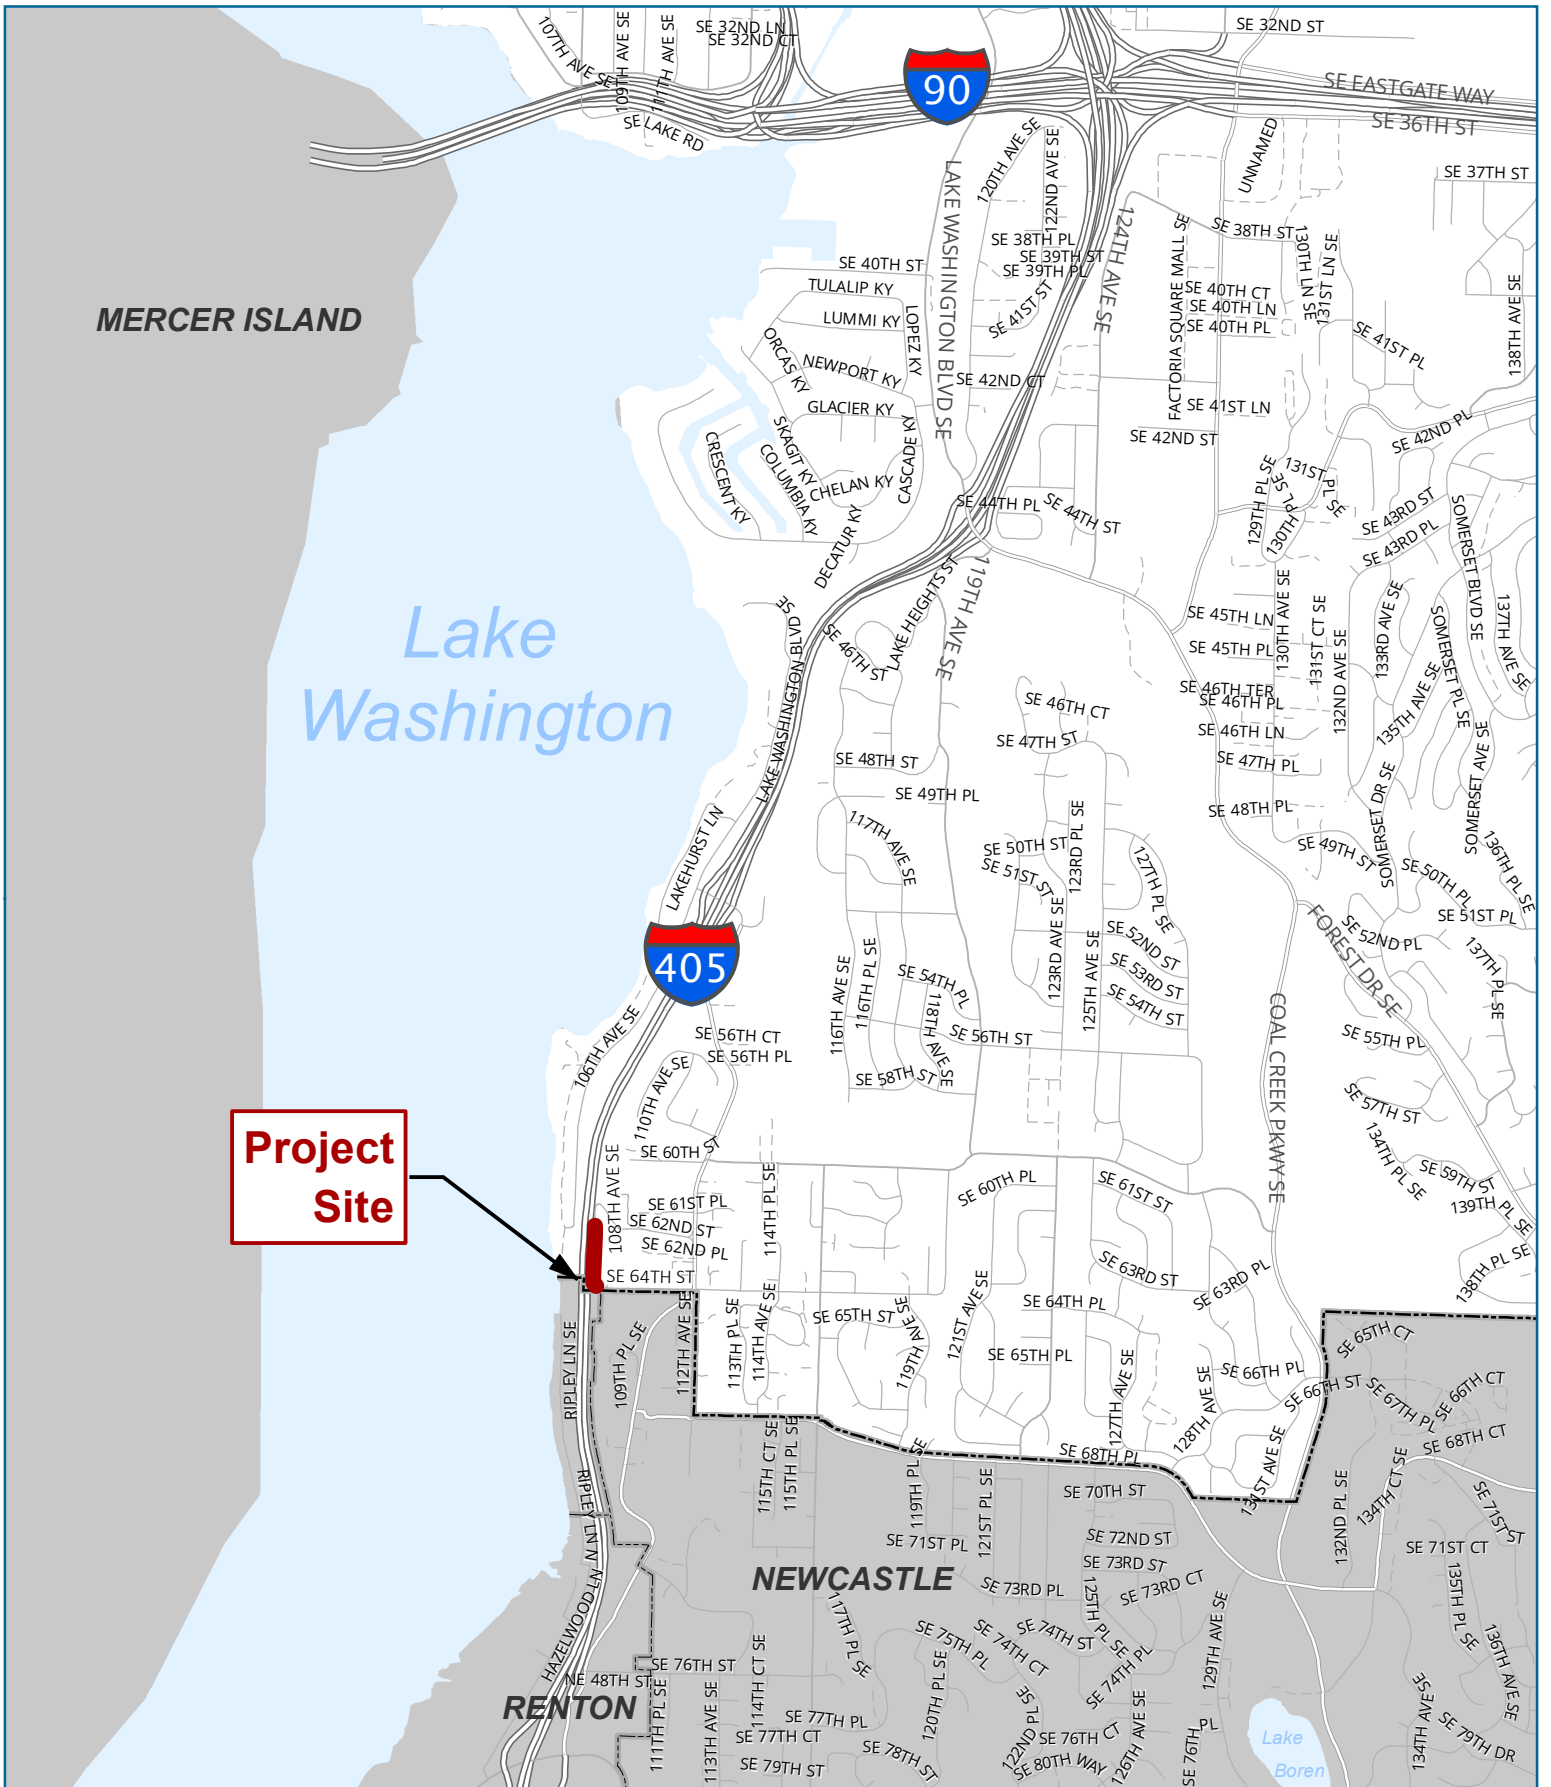 SE 32ND LN
SE 32ND CT
SE 32ND ST
107TH AVE SE
109TH AVE SE
111TH AVE SE
SE LAKE RD
90
SE EASTGATE WAY
SE 36TH ST
UNNAMED
SE 37TH ST
LAKE WASHINGTON BLVD SE
120TH AVE SE
122ND AVE SE
124TH AVE SE
SE 38TH PL
SE 39TH ST
SE 39TH PL
SE 38TH ST
FACTORIA SQUARE MALL SE
130TH LN SE
131ST LN SE
138TH AVE SE
SE 40TH ST
TULALIP KY
LUMMI KY
LOPEZ KY
SE 41ST ST
SE 40TH CT
SE 40TH LN
SE 40TH PL
SE 41ST PL
MERCER ISLAND
ORCAS KY
NEWPORT KY
GLACIER KY
SE 42ND CT
SE 41ST LN
SE 42ND ST
SE 42ND PL
CRESCENT KY
SKAGIT KY
COLUMBIA KY
CHELAN KY
CASCADE KY
DECATUR KY
SE 44TH PL
SE 44TH ST
129TH PL SE
130TH PL SE
131ST PL SE
SE 43RD ST
SE 43RD PL
SOMERSET BLVD SE
137TH AVE SE
Lake
Washington
LAKE WASHINGTON BLVD SE
SE 46TH ST
LAKE HEIGHTS ST
119TH AVE SE
SE 45TH LN
SE 45TH PL
130TH AVE SE
131ST CT SE
132ND AVE SE
133RD AVE SE
135TH AVE SE
SOMERSET PL SE
SE 46TH TER
SE 46TH PL
SE 46TH LN
SE 47TH PL
SE 46TH CT
SE 47TH ST
SE 48TH ST
SE 49TH PL
SE 48TH PL
SE 49TH ST
SOMERSET DR SE
SOMERSET AVE SE
136TH PL SE
LAKEHURST LN
117TH AVE SE
SE 50TH ST
SE 51ST ST
123RD PL SE
127TH PL SE
SE 50TH PL
SE 51ST PL
SE 52ND PL
FOREST DR SE
137TH PL SE
405
116TH AVE SE
116TH PL SE
SE 54TH PL
118TH AVE SE
123RD AVE SE
125TH AVE SE
SE 52ND ST
SE 53RD ST
SE 54TH ST
COAL CREEK PKWY SE
SE 55TH PL
106TH AVE SE
SE 56TH CT
SE 56TH PL
SE 56TH ST
SE 58TH ST
110TH AVE SE
SE 57TH ST
134TH PL SE
SE 59TH ST
139TH PL SE
138TH PL SE
Project
Site
SE 60TH ST
108TH AVE SE
SE 61ST PL
SE 62ND ST
SE 62ND PL
SE 64TH ST
114TH PL SE
SE 60TH PL
SE 61ST ST
SE 63RD ST
SE 63RD PL
SE 64TH PL
121ST AVE SE
SE 65TH ST
119TH AVE SE
SE 65TH PL
RIPLEY LN SE
109TH PL SE
112TH AVE SE
113TH PL SE
114TH AVE SE
127TH AVE SE
128TH AVE SE
SE 66TH PL
SE 66TH ST
SE 65TH CT
SE 67TH PL
SE 66TH CT
SE 68TH CT
SE 68TH PL
131ST AVE SE
115TH CT SE
115TH PL SE
119TH PL SE
121ST PL SE
SE 70TH ST
132ND PL SE
134TH CT SE
SE 71ST ST
RIPLEY LN N
SE 71ST PL
SE 72ND ST
SE 73RD ST
SE 73RD CT
SE 71ST CT
135TH PL SE
136TH AVE SE
NEWCASTLE
SE 73RD PL
125TH PL SE
HAZELWOOD LN
117TH PL SE
SE 75TH PL
SE 74TH CT
SE 74TH ST
SE 74TH PL
129TH AVE SE
NE 48TH ST
SE 76TH ST
114TH CT SE
120TH PL SE
122ND PL SE
RENTON
111TH PL SE
113TH AVE SE
SE 77TH PL
SE 77TH CT
SE 78TH ST
SE 79TH ST
SE 76TH CT
SE 80TH WAY
126TH AVE SE
SE 76TH PL
Lake
Boren
134TH AVE SE
SE 79TH DR